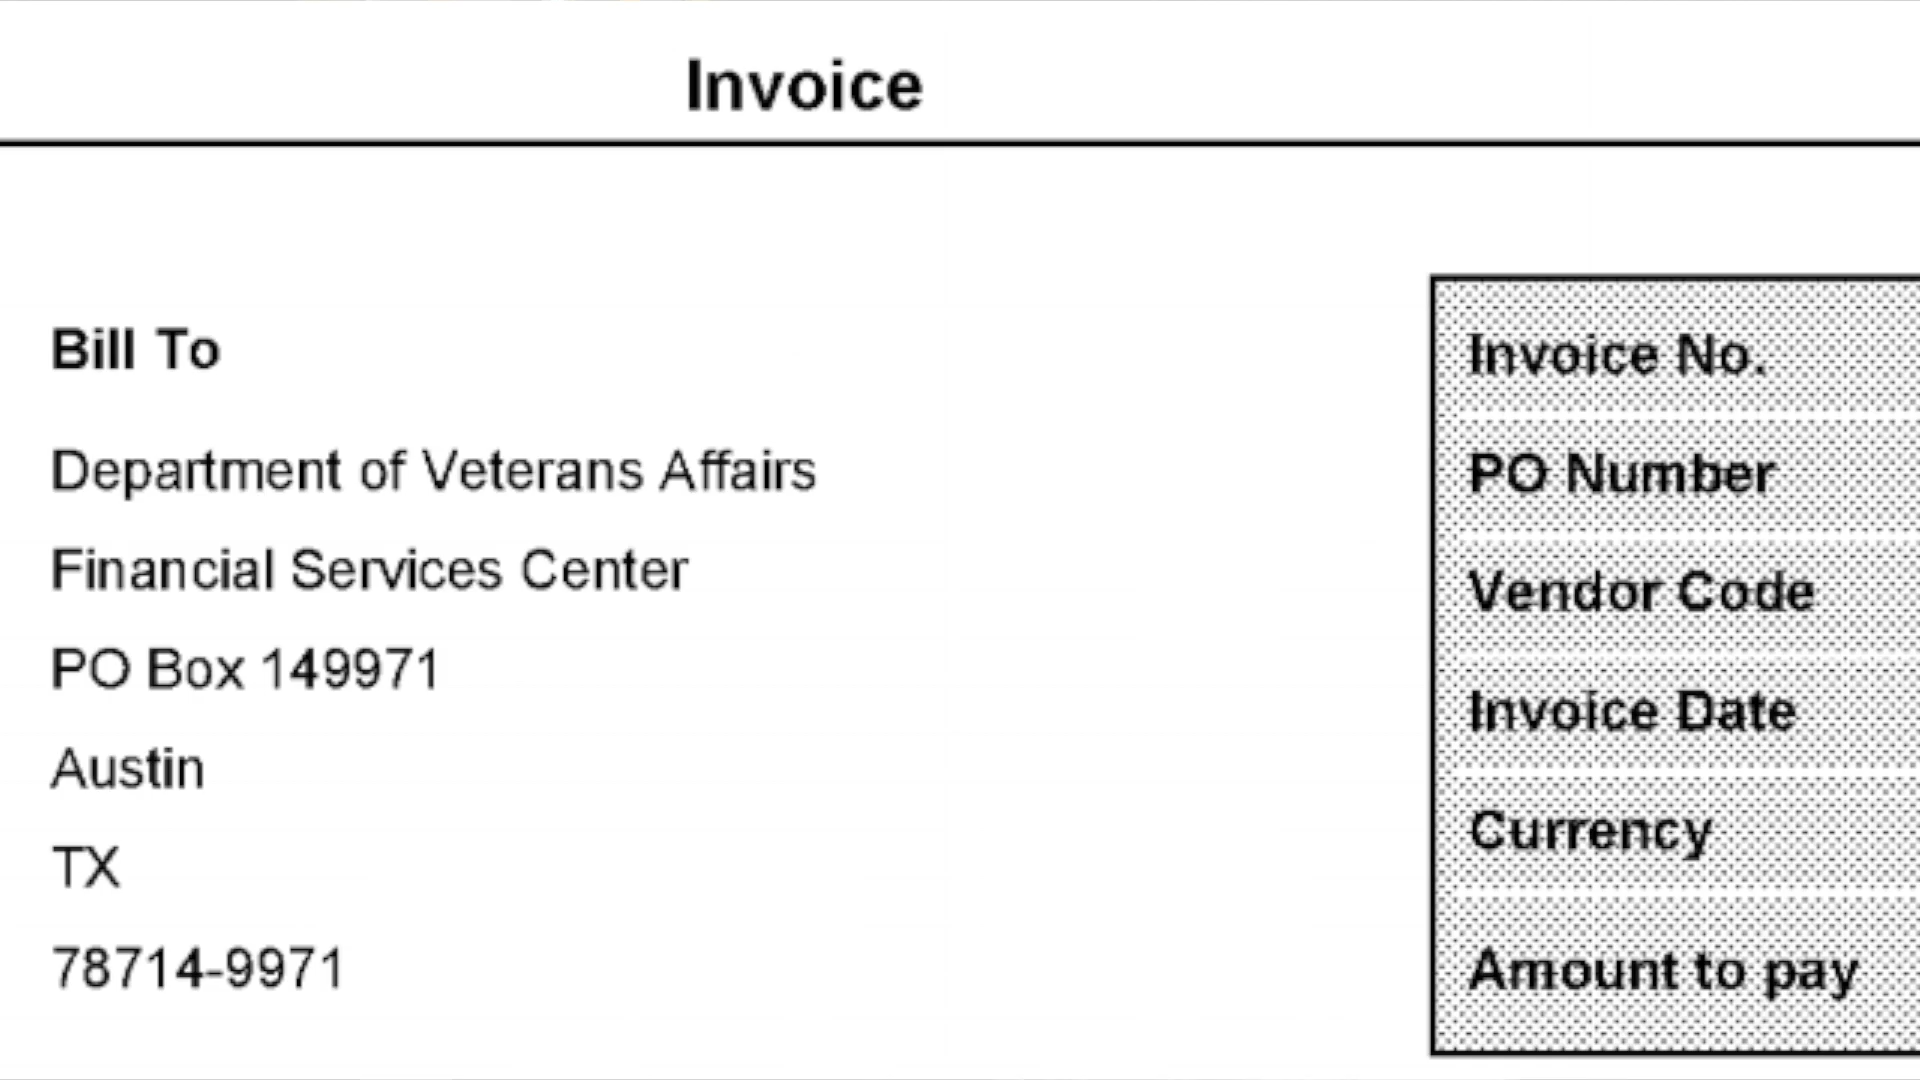 Invoice
Bill To
Department of Veterans Affairs
Financial Services Center
PO Box 149971
Austin
TX
78714-9971
Invoice No.
PO Number
Vendor Code
Invoice Date
Currency
Amount to pay